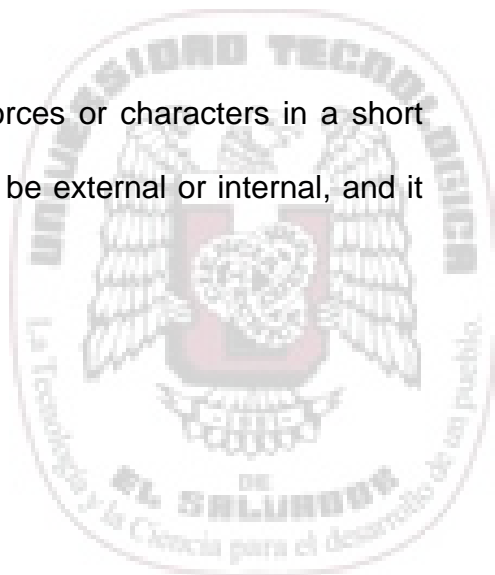 UNIVERSIDAD TECNOLOGICA
orces or characters in a short
be external or internal, and it
La Tecnología y la Ciencia para el desarrollo de un pueblo.
DE
EL SALVADOR